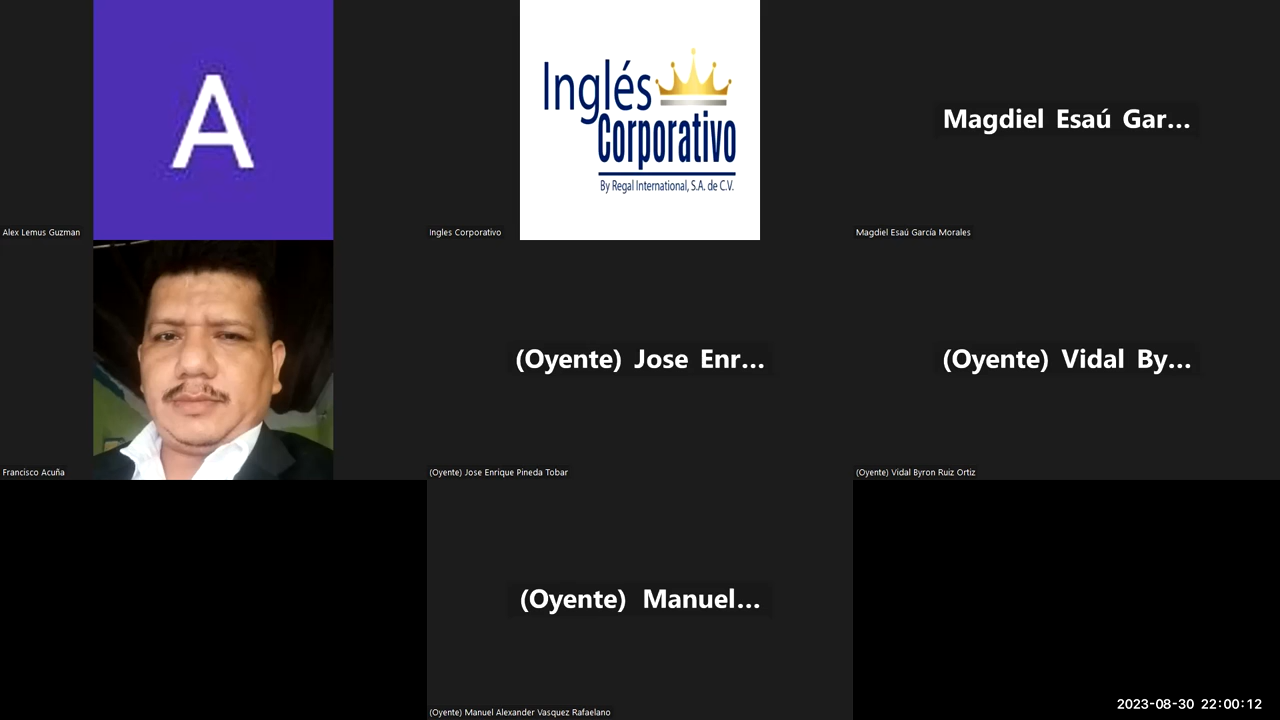 A
Inglés
Corporativo
By Regal International, S.A. de C.V.
Magdiel Esaú Gar...
Alex Lemus Guzman
Ingles Corporativo
Magdiel Esaú García Morales
(Oyente) Jose Enr...
(Oyente) Vidal By...
Francisco Acuña
(Oyente) Jose Enrique Pineda Tobar
(Oyente) Vidal Byron Ruiz Ortiz
(Oyente) Manuel...
(Oyente) Manuel Alexander Vasquez Rafaelano
2023-08-30 22:00:12